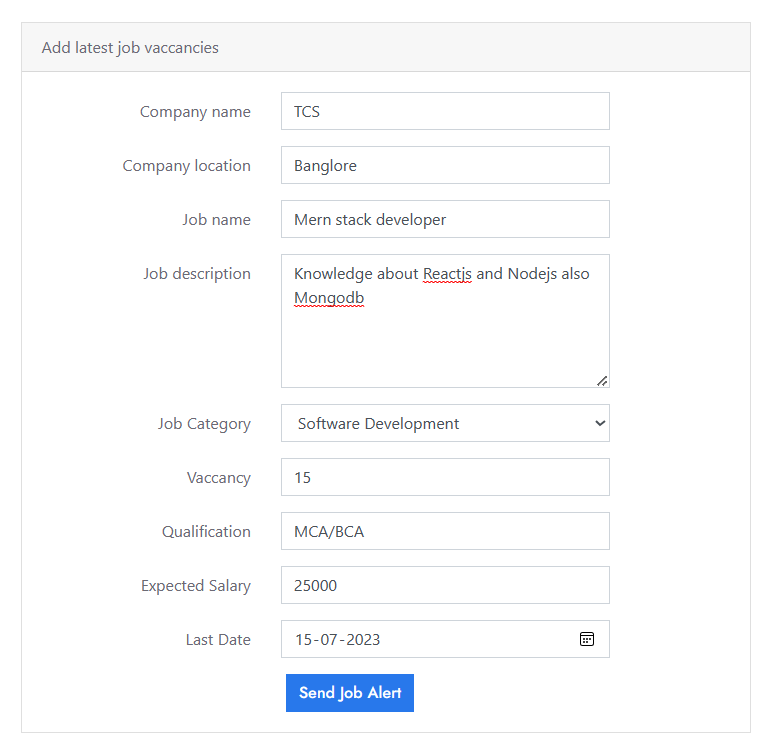 Add latest job vaccancies
Company name TCS
Company location Banglore
Job name Mern stack developer
Job description Knowledge about Reactjs and Nodejs also
Mongodb
Job Category Software Development
Vaccancy 15
Qualification MCA/BCA
Expected Salary 25000
Last Date 15-07-2023
Send Job Alert